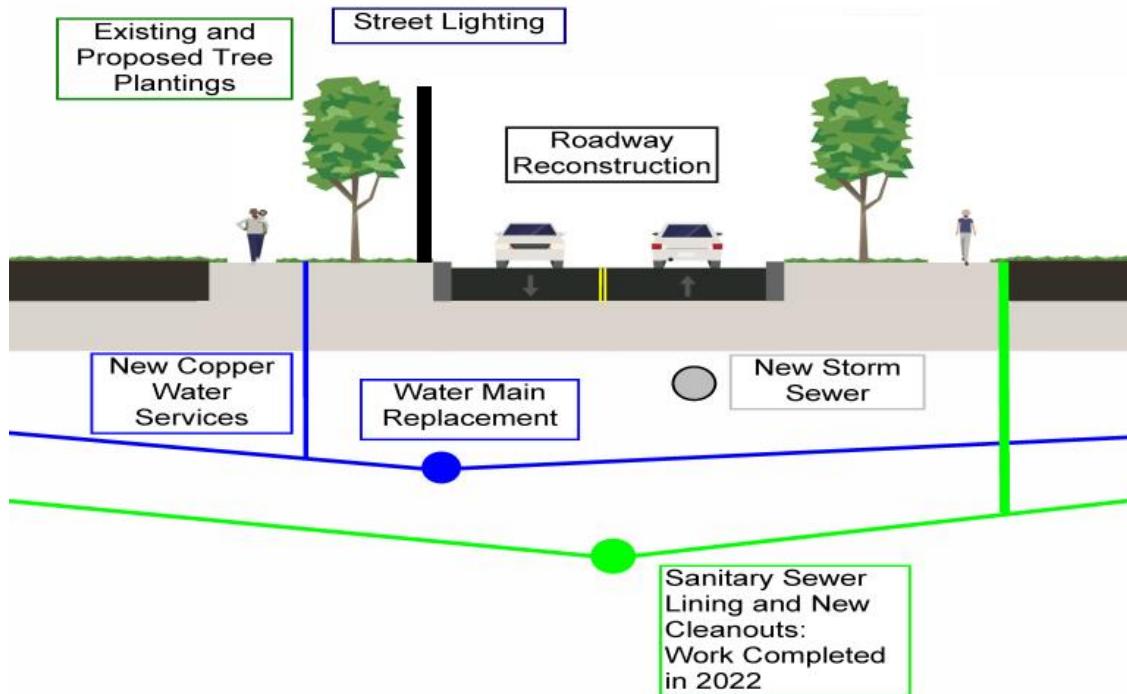 Existing and
Proposed Tree
Plantings
Street Lighting
Roadway
Reconstruction
New Copper
Water
Services
Water Main
Replacement
New Storm
Sewer
Sanitary Sewer
Lining and New
Cleanouts:
Work Completed
in 2022